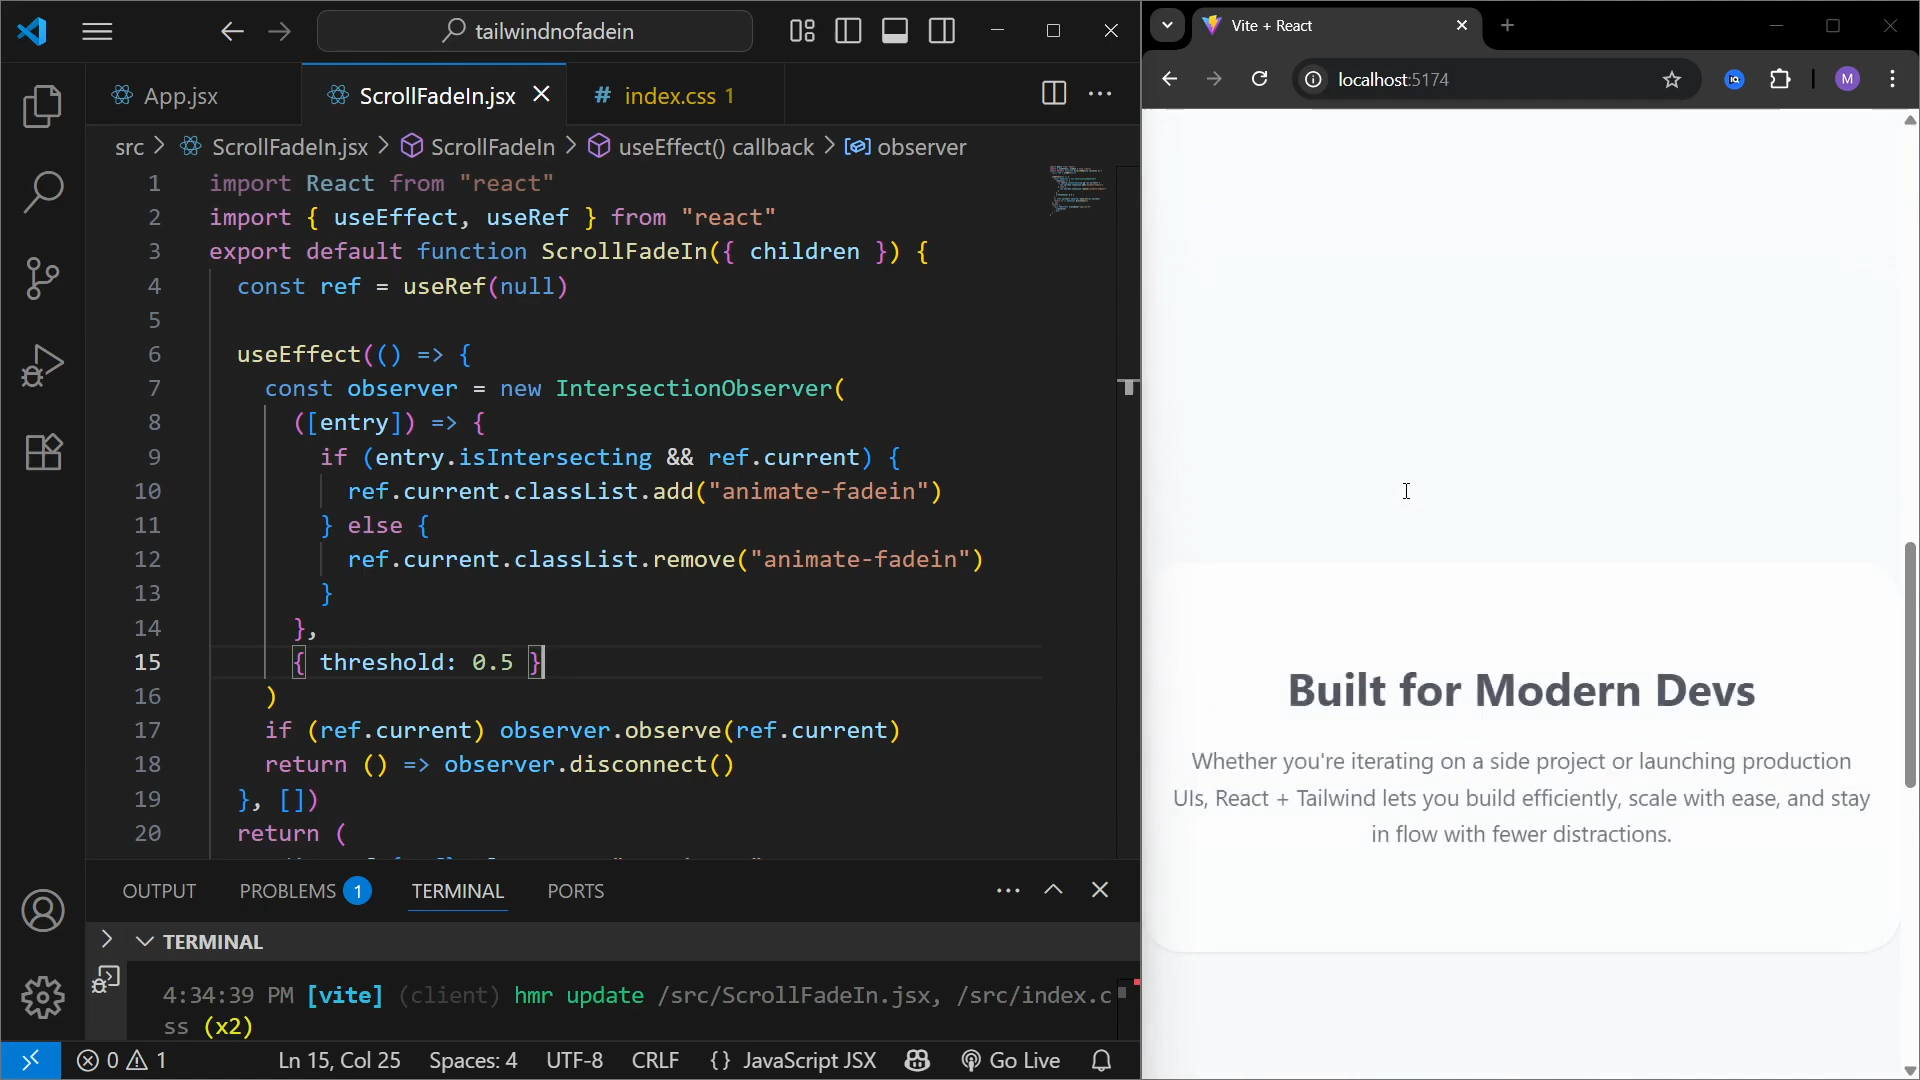 tailwindnofadein
App.jsx
ScrollFadeIn.jsx
# index.css 1
src > ScrollFadeIn.jsx > ScrollFadeIn > useEffect() callback > observer
1 import React from "react"
2 import { useEffect, useRef } from "react"
3 export default function ScrollFadeIn({ children }) {
4 const ref = useRef(null)
5
6 useEffect(() => {
7 const observer = new IntersectionObserver(
8 ([entry]) => {
9 if (entry.isIntersecting && ref.current) {
10 ref.current.classList.add("animate-fadein")
11 } else {
12 ref.current.classList.remove("animate-fadein")
13 }
14 },
15 { threshold: 0.5 }
16 )
17 if (ref.current) observer.observe(ref.current)
18 return () => observer.disconnect()
19 }, [])
20 return (
OUTPUT
PROBLEMS 1
TERMINAL
PORTS
TERMINAL
4:34:39 PM [vite] (client) hmr update /src/ScrollFadeIn.jsx, /src/index.c
ss (x2)
0 1
Ln 15, Col 25
Spaces: 4
UTF-8
CRLF
{} JavaScript JSX
Go Live
Vite + React
localhost:5174
M
Built for Modern Devs
Whether you're iterating on a side project or launching production
UIs, React + Tailwind lets you build efficiently, scale with ease, and stay
in flow with fewer distractions.